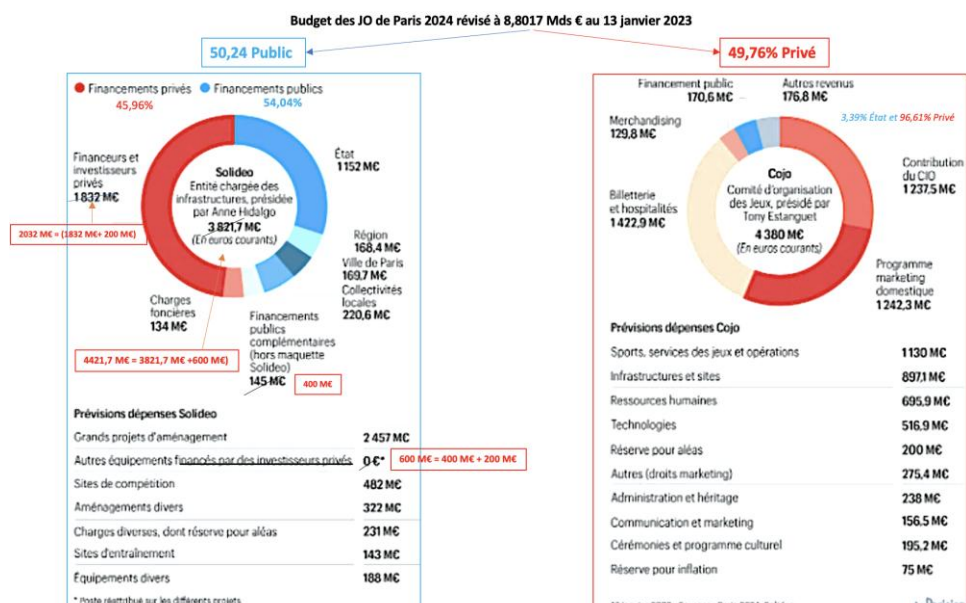 Budget des JO de Paris 2024 révisé à 8,8017 Mds € au 13 janvier 2023
50,24 Public
Financements privés
Financements publics
45,96%
54,04%
État
1 152 M€
Financeurs et
investisseurs
privés
1 832 M€
Solideo
Entité chargée des
infrastructures, présidée
par Anne Hidalgo
3 821,7 M€
(En euros courants)
2032 M€ = (1832 M€+ 200 M€)
Région
168,4 M€
Ville de Paris
169,7 M€
Collectivités
locales
220,6 M€
Charges
foncières
134 M€
Financements
publics
complémentaires
(hors maquette
Solideo)
145 M€
400 M€
4421,7 M€ = 3821,7 M€ +600 M€)
Prévisions dépenses Solideo
Grands projets d'aménagement 2 457 M€
Autres équipements financés par des investisseurs privés 0 €*
600 M€ = 400 M€ + 200 M€
Sites de compétition 482 M€
Aménagements divers 322 M€
Charges diverses, dont réserve pour aléas 231 M€
Sites d'entraînement 143 M€
Équipements divers 188 M€
* Poste réattribué sur les différents projets
49,76% Privé
Financement public
170,6 M€
Autres revenus
176,8 M€
Merchandising
129,8 M€
3,39% État et 96,61% Privé
Contribution
du CIO
1 237,5 M€
Billetterie
et hospitalités
1 422,9 M€
Cojo
Comité d'organisation
des Jeux, présidé par
Tony Estanguet
4 380 M€
(En euros courants)
Programme
marketing
domestique
1 242,3 M€
Prévisions dépenses Cojo
Sports, services des jeux et opérations 1 130 M€
Infrastructures et sites 897,1 M€
Ressources humaines 695,9 M€
Technologies 516,9 M€
Réserve pour aléas 200 M€
Autres (droits marketing) 275,4 M€
Administration et héritage 238 M€
Communication et marketing 156,5 M€
Cérémonies et programme culturel 195,2 M€
Réserve pour inflation 75 M€